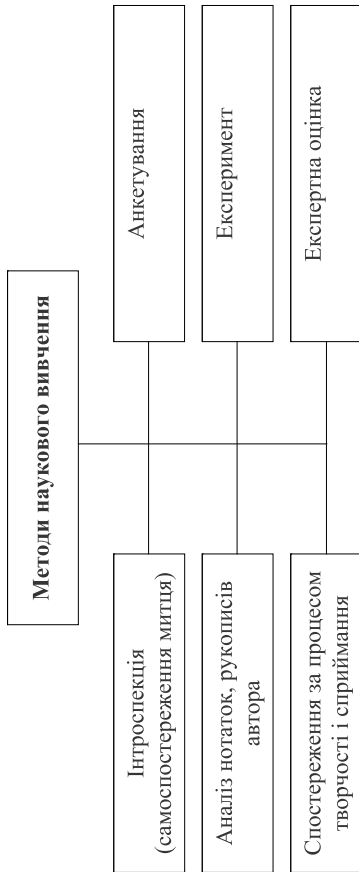 Методи наукового вивчення
Інтроспекція
(самоспостереження митця)
Анкетування
Аналіз нотаток, рукописів
автора
Експеримент
Спостереження за процесом
творчості і сприймання
Експертна оцінка